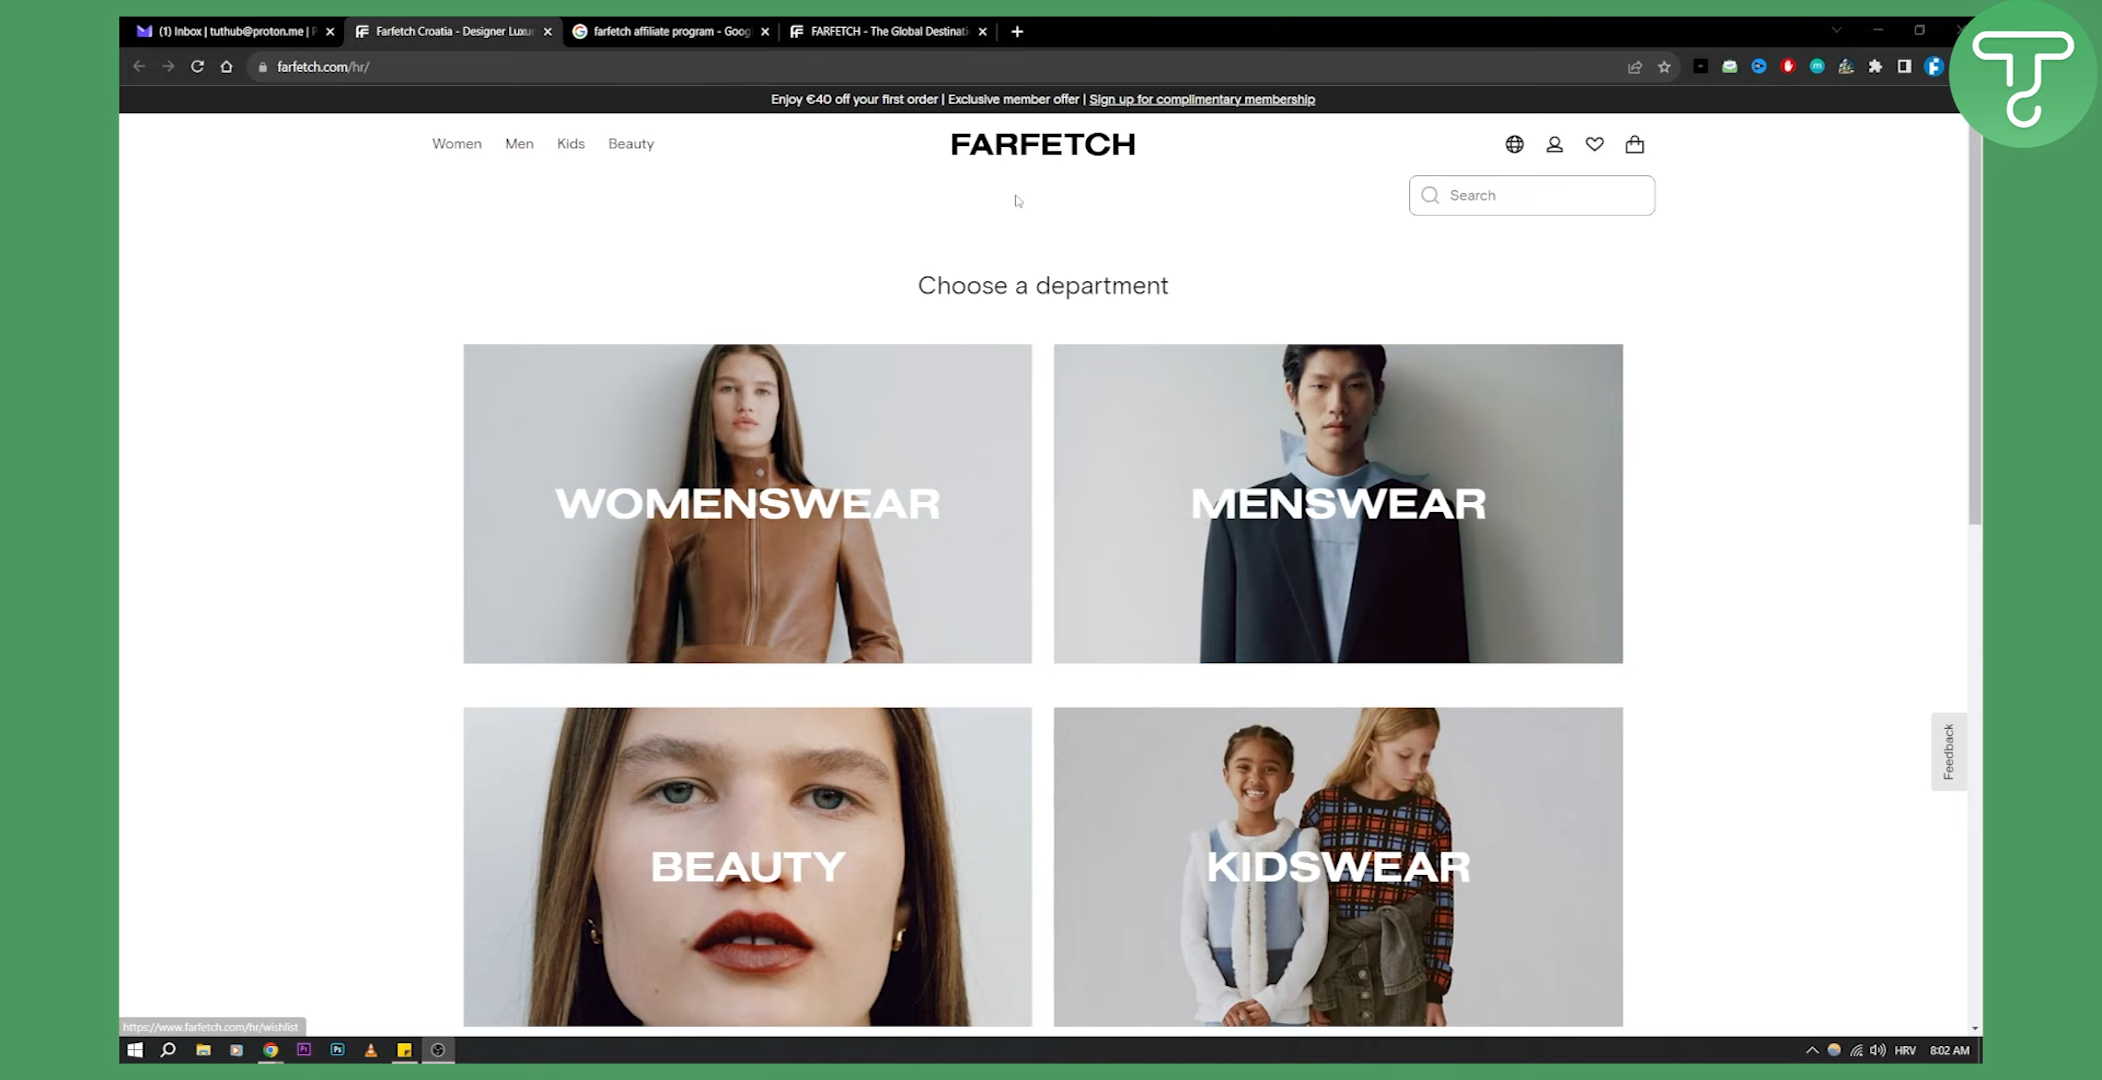 (1) Inbox | tuthub@proton.me | P
Farfetch Croatia - Designer Luxur
farfetch affiliate program - Goog
FARFETCH - The Global Destinati
farfetch.com/hr/
Enjoy €40 off your first order | Exclusive member offer | Sign up for complimentary membership
Women Men Kids Beauty
FARFETCH
Search
Choose a department
WOMENSWEAR
MENSWEAR
BEAUTY
KIDSWEAR
Feedback
https://www.farfetch.com/hr/wishlist
Pr
Ps
HRV
8:02 AM